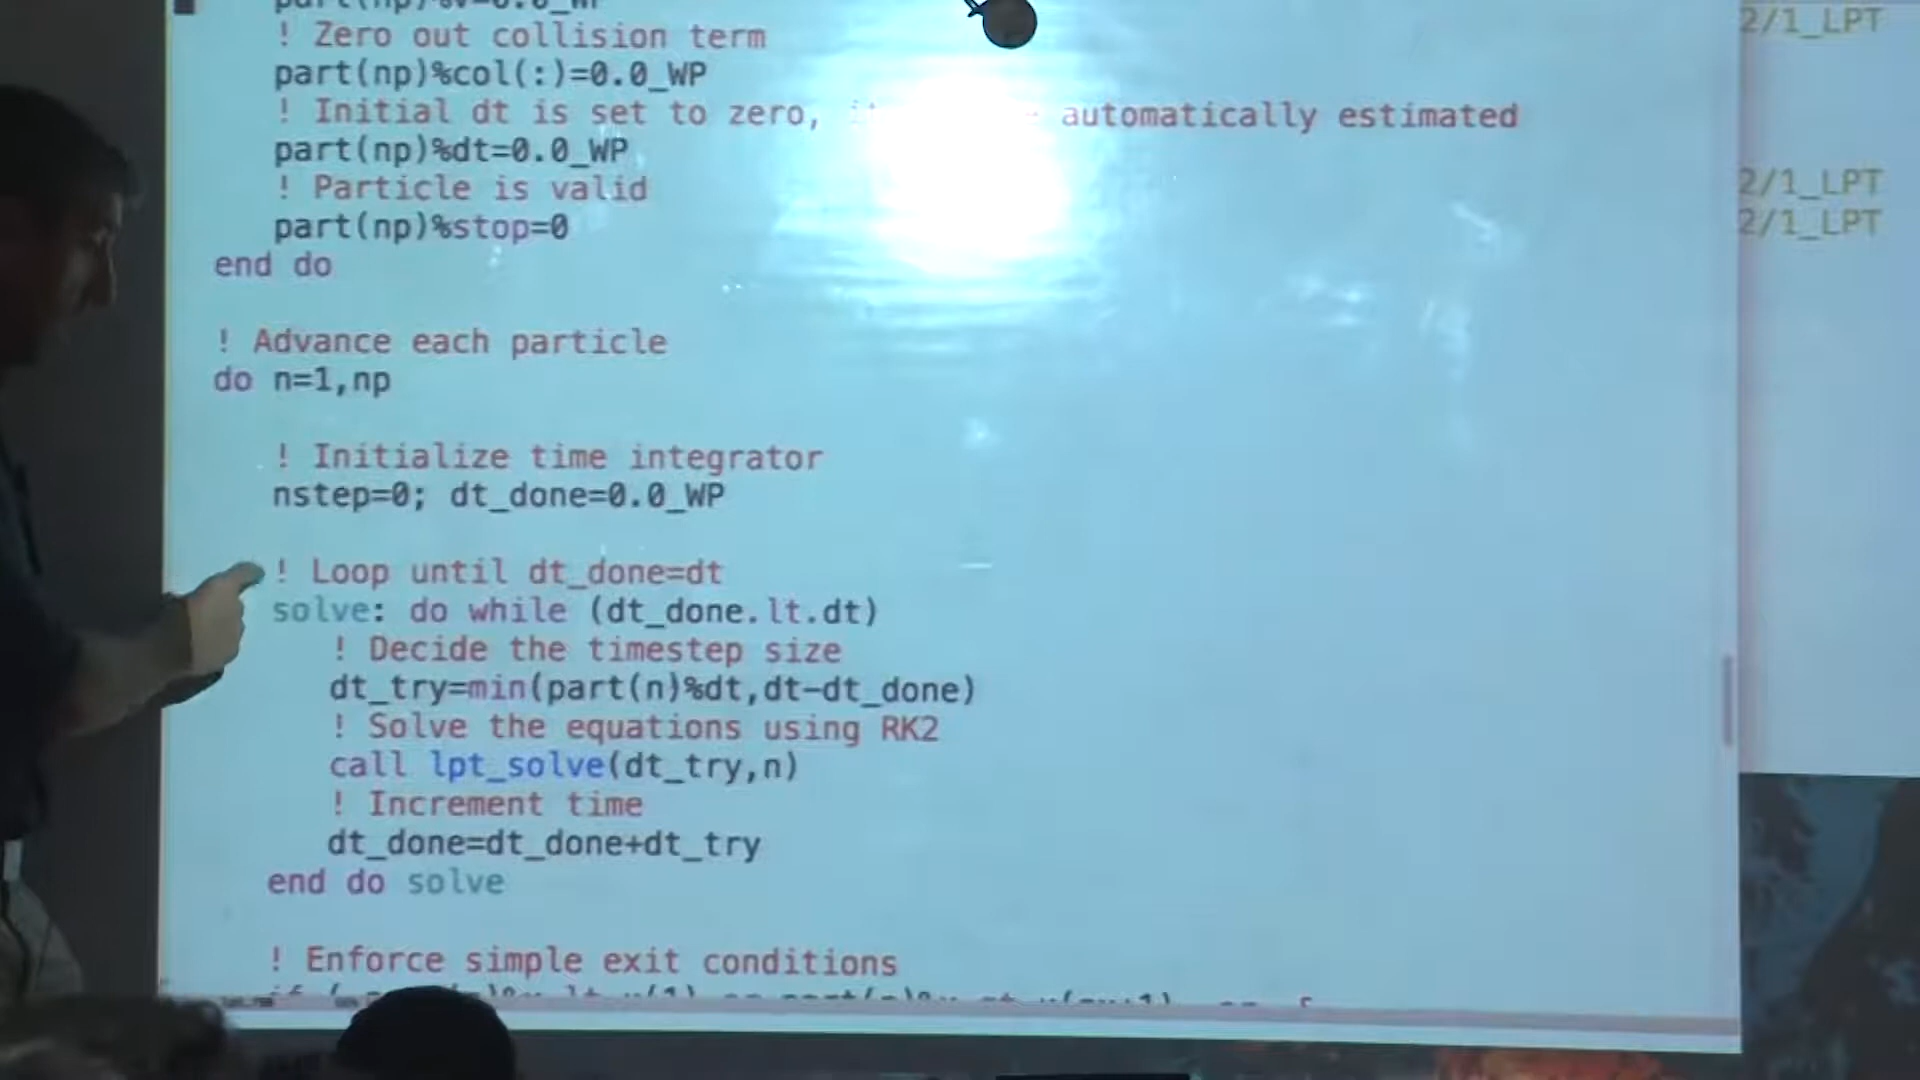 ! Zero out collision term
part(np)%col(:)=0.0_WP
! Initial dt is set to zero, automatically estimated
part(np)%dt=0.0_WP
! Particle is valid
part(np)%stop=0
end do
! Advance each particle
do n=1,np
! Initialize time integrator
nstep=0; dt_done=0.0_WP
! Loop until dt_done=dt
solve: do while (dt_done.lt.dt)
! Decide the timestep size
dt_try=min(part(n)%dt,dt-dt_done)
! Solve the equations using RK2
call lpt_solve(dt_try,n)
! Increment time
dt_done=dt_done+dt_try
end do solve
! Enforce simple exit conditions
2/1_LPT
2/1_LPT
2/1_LPT